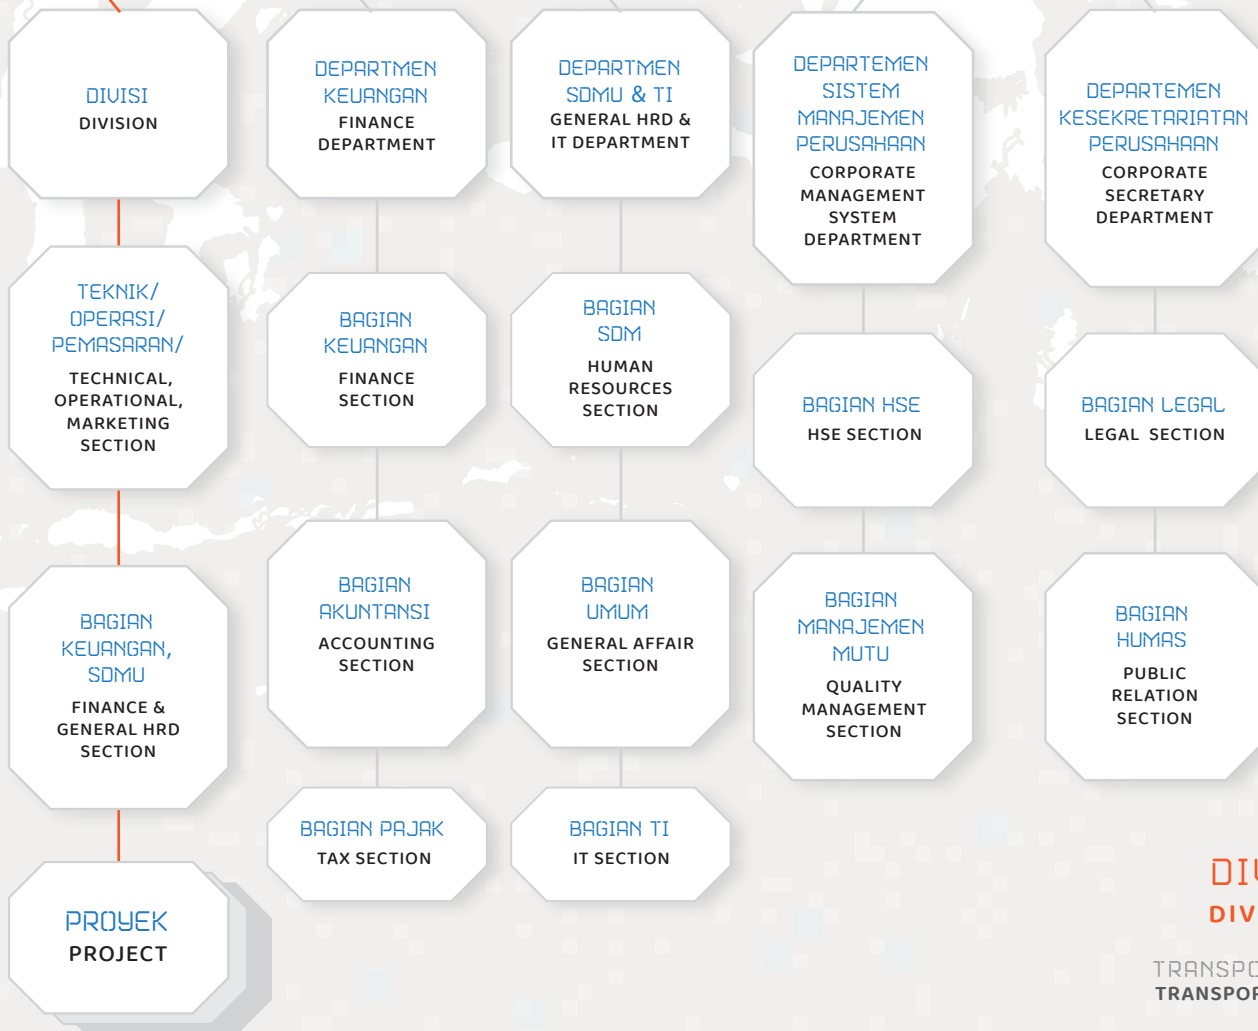 DIVISI
DIVISION
TEKNIK/
OPERASI/
PEMASARAN/
TECHNICAL,
OPERATIONAL,
MARKETING
SECTION
BAGIAN
KEUANGAN,
SDMU
FINANCE &
GENERAL HRD
SECTION
PROYEK
PROJECT
DEPARTMEN
KEUANGAN
FINANCE
DEPARTMENT
BAGIAN
KEUANGAN
FINANCE
SECTION
BAGIAN
AKUNTANSI
ACCOUNTING
SECTION
BAGIAN PAJAK
TAX SECTION
DEPARTMEN
SDMU & TI
GENERAL HRD &
IT DEPARTMENT
BAGIAN
SDM
HUMAN
RESOURCES
SECTION
BAGIAN
UMUM
GENERAL AFFAIR
SECTION
BAGIAN TI
IT SECTION
DEPARTEMEN
SISTEM
MANAJEMEN
PERUSAHAAN
CORPORATE
MANAGEMENT
SYSTEM
DEPARTMENT
BAGIAN HSE
HSE SECTION
BAGIAN
MANAJEMEN
MUTU
QUALITY
MANAGEMENT
SECTION
DEPARTEMEN
KESEKRETARIATAN
PERUSAHAAN
CORPORATE
SECRETARY
DEPARTMENT
BAGIAN LEGAL
LEGAL SECTION
BAGIAN
HUMAS
PUBLIC
RELATION
SECTION